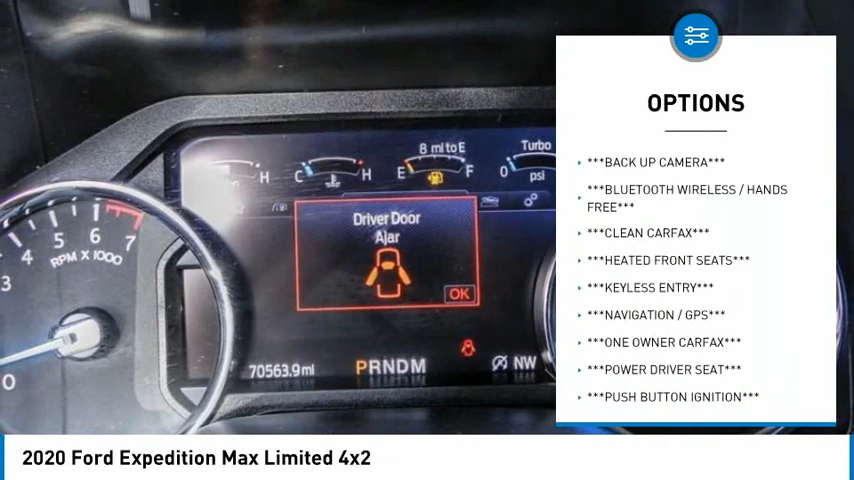 8 mi to E
Turbo
H
C
H
E
F
0
psi
Driver Door
Ajar
OK
3
4
5
6
7
RPM X 1000
0
70563.9 mi
PRNDM
NW
OPTIONS
***BACK UP CAMERA***
***BLUETOOTH WIRELESS / HANDS
FREE***
***CLEAN CARFAX***
***HEATED FRONT SEATS***
***KEYLESS ENTRY***
***NAVIGATION / GPS***
***ONE OWNER CARFAX***
***POWER DRIVER SEAT***
***PUSH BUTTON IGNITION***
2020 Ford Expedition Max Limited 4x2